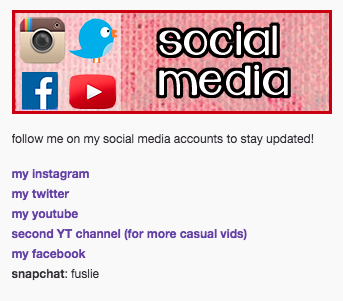 social
media
follow me on my social media accounts to stay updated!
my instagram
my twitter
my youtube
second YT channel (for more casual vids)
my facebook
snapchat: fuslie